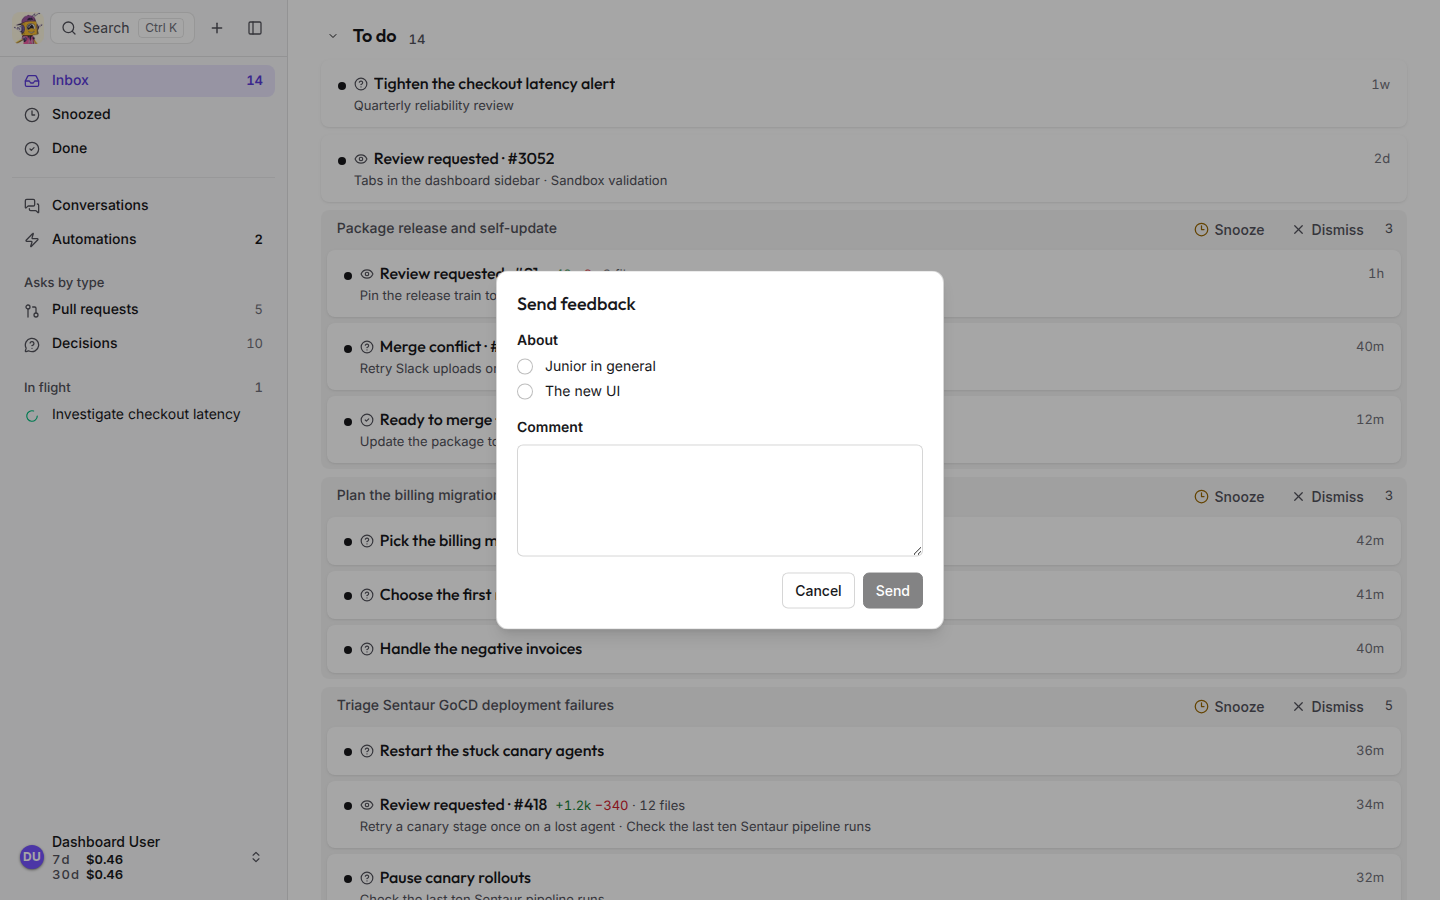 Search Ctrl K
Inbox 14
Snoozed
Done
Conversations
Automations 2
Asks by type
Pull requests 5
Decisions 10
In flight 1
Investigate checkout latency
DU Dashboard User
7d $0.46
30d $0.46
To do 14
Tighten the checkout latency alert 1w
Quarterly reliability review
Review requested · #3052 2d
Tabs in the dashboard sidebar · Sandbox validation
Package release and self-update Snooze Dismiss 3
Review requested 1h
Pin the release train to
Merge conflict · # 40m
Retry Slack uploads
Ready to merge 12m
Update the package
Plan the billing migration Snooze Dismiss 3
Pick the billing 42m
Choose the first 41m
Handle the negative invoices 40m
Triage Sentaur GoCD deployment failures Snooze Dismiss 5
Restart the stuck canary agents 36m
Review requested · #418 +1.2k −340 · 12 files 34m
Retry a canary stage once on a lost agent · Check the last ten Sentaur pipeline runs
Pause canary rollouts 32m
Check the last ten Sentaur pipeline runs
Send feedback
About
Junior in general
The new UI
Comment
Cancel Send